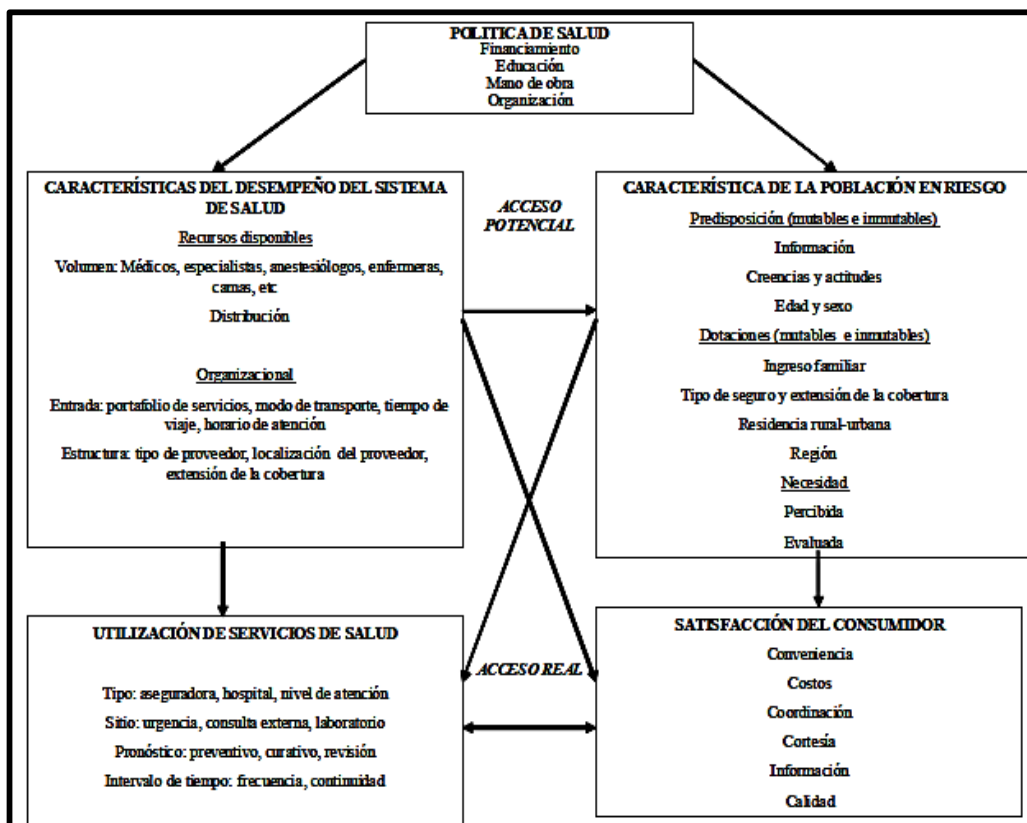 POLITICA DE SALUD
Financiamiento
Educación
Mano de obra
Organización
CARACTERÍSTICAS DEL DESEMPEÑO DEL SISTEMA
DE SALUD
Recursos disponibles
Volumen: Médicos, especialistas, anestesiólogos, enfermeras,
camas, etc
Distribución
Organizacional
Entrada: portafolio de servicios, modo de transporte, tiempo de
viaje, horario de atención
Estructura: tipo de proveedor, localización del proveedor,
extensión de la cobertura
ACCESO
POTENCIAL
CARACTERÍSTICA DE LA POBLACIÓN EN RIESGO
Predisposición (mutables e inmutables)
Información
Creencias y actitudes
Edad y sexo
Dotaciones (mutables e inmutables)
Ingreso familiar
Tipo de seguro y extensión de la cobertura
Residencia rural-urbana
Región
Necesidad
Percibida
Evaluada
UTILIZACIÓN DE SERVICIOS DE SALUD
Tipo: aseguradora, hospital, nivel de atención
Sitio: urgencia, consulta externa, laboratorio
Pronóstico: preventivo, curativo, revisión
Intervalo de tiempo: frecuencia, continuidad
ACCESO REAL
SATISFACCIÓN DEL CONSUMIDOR
Conveniencia
Costos
Coordinación
Cortesía
Información
Calidad